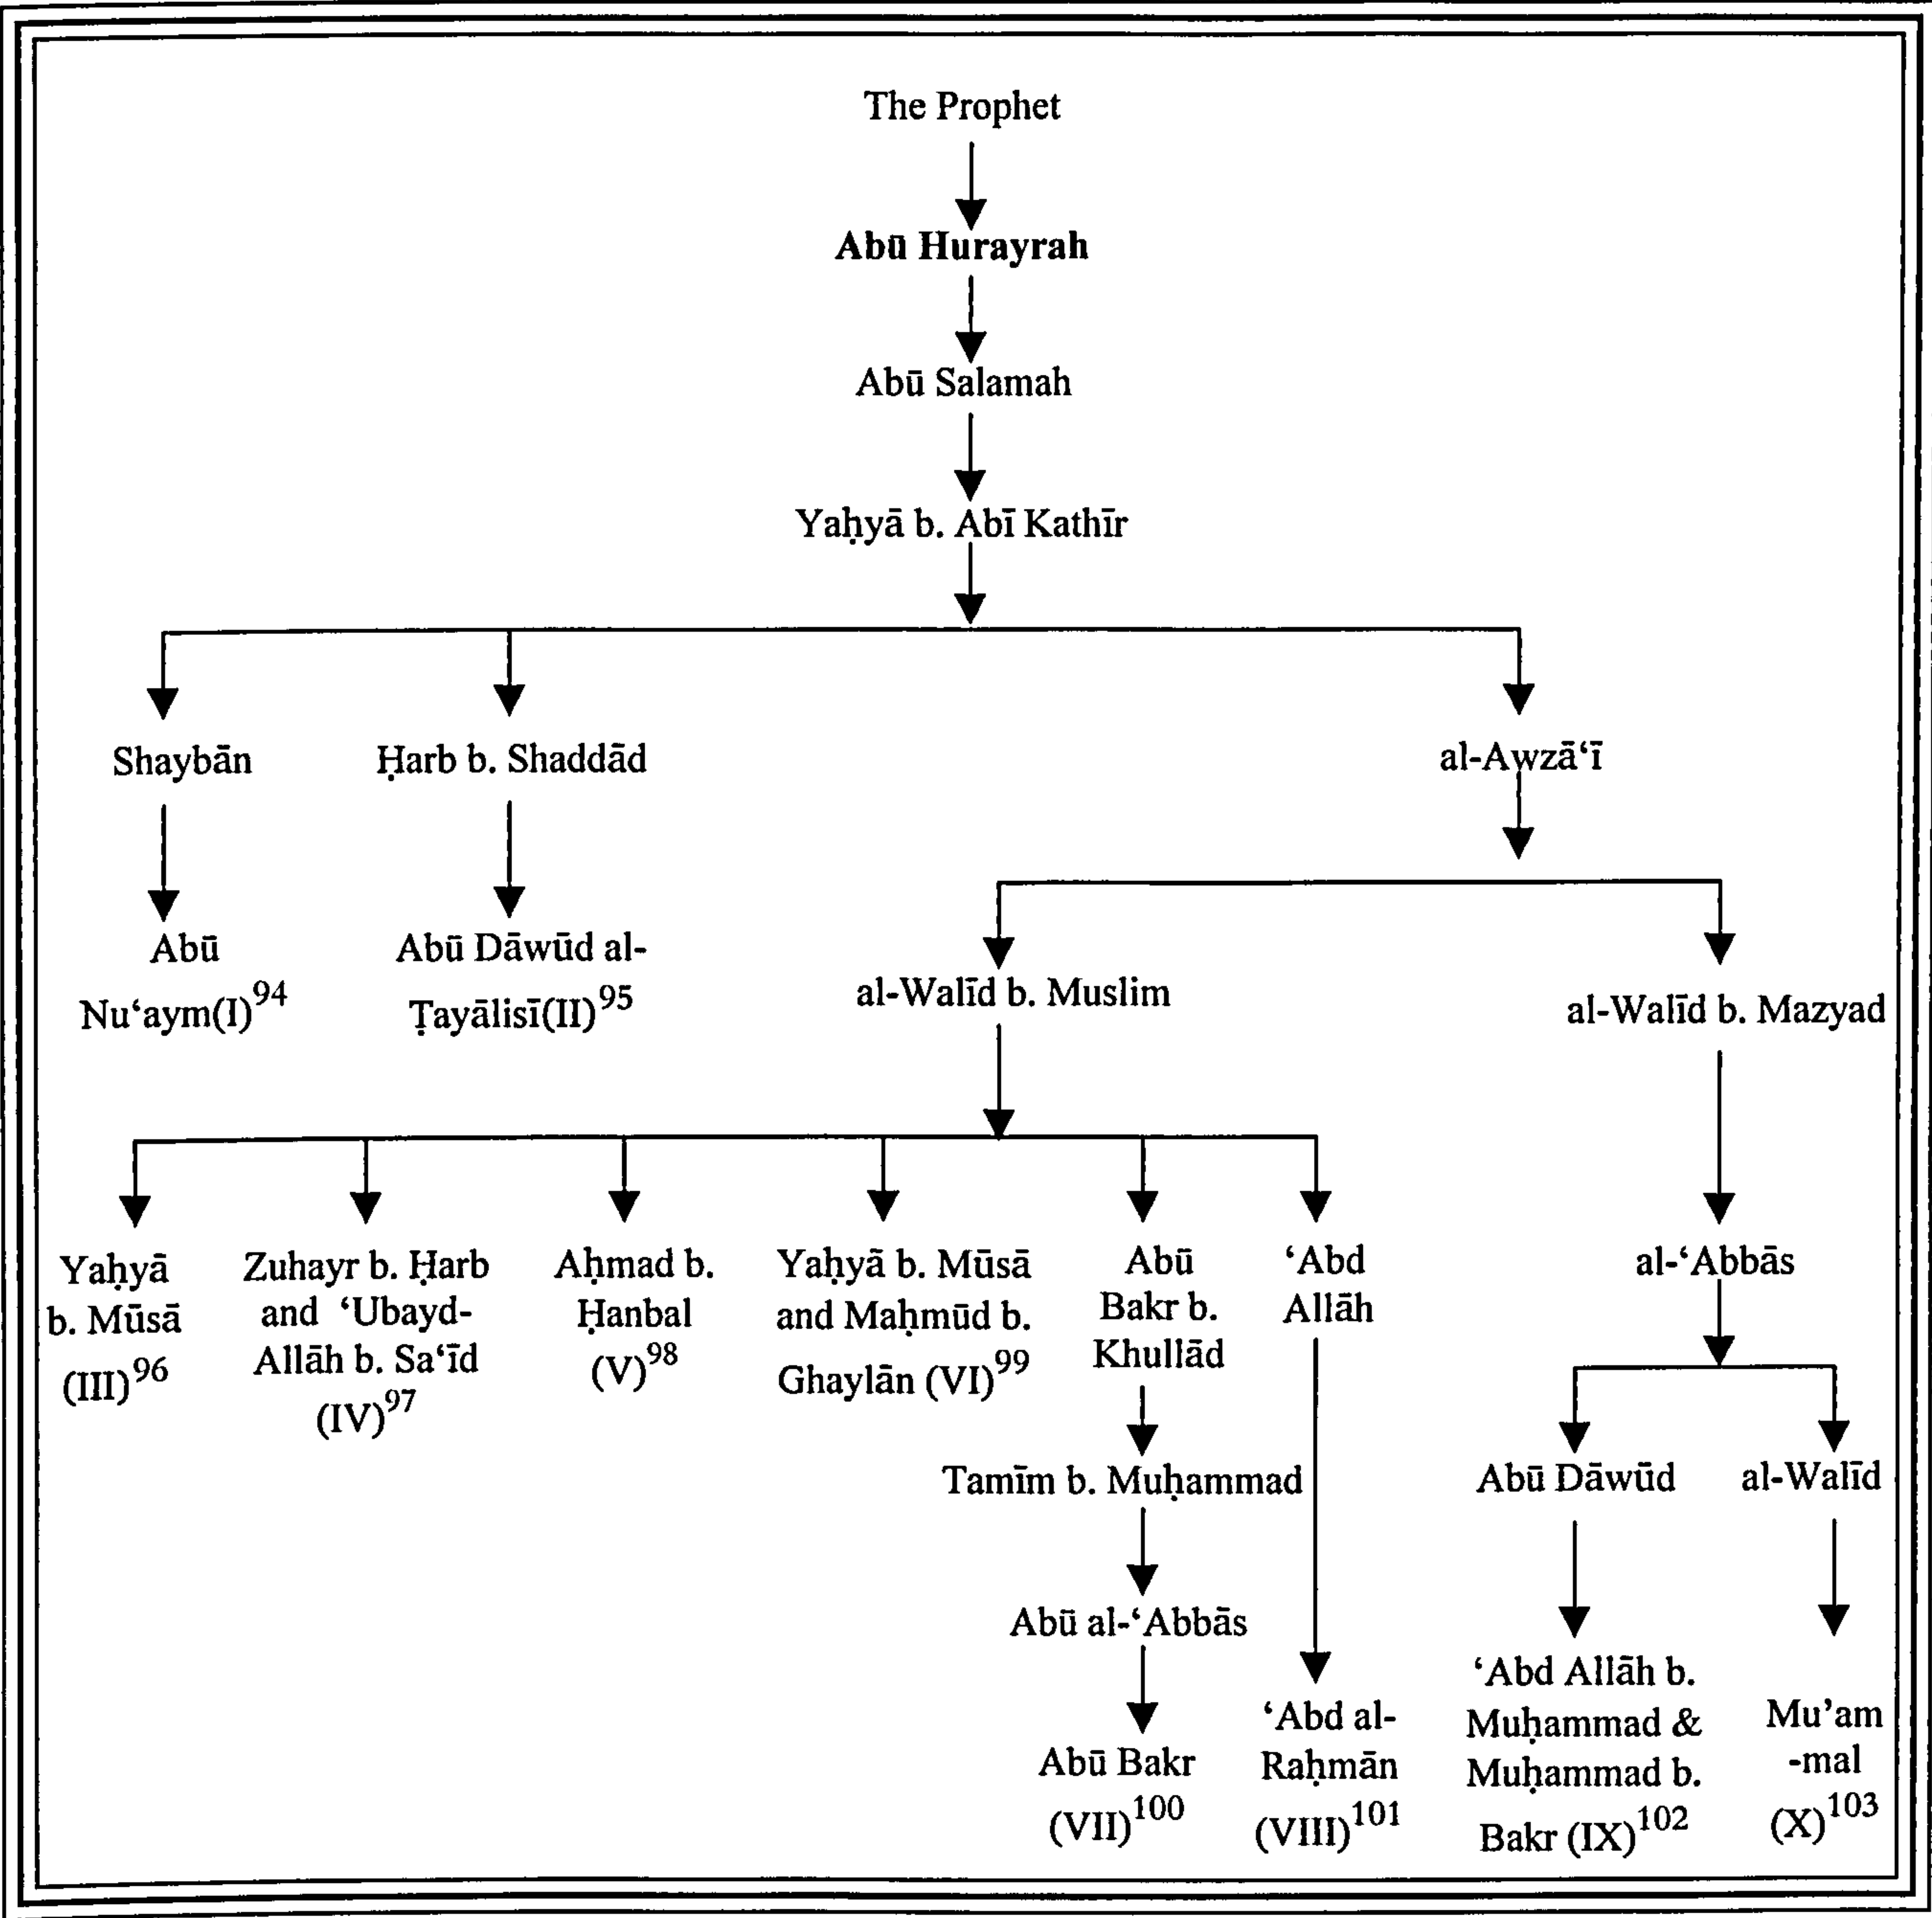 The Prophet
Abū Hurayrah
Abū Salamah
Yaḥyā b. Abī Kathīr
Shaybān
Ḥarb b. Shaddād
al-Awzā‘ī
Abū
Nu‘aym(I)94
Abū Dāwūd al-
Ṭayālisī(II)95
al-Walīd b. Muslim
al-Walīd b. Mazyad
Yaḥyā
b. Mūsā
(III)96
Zuhayr b. Ḥarb
and ‘Ubayd-
Allāh b. Sa‘īd
(IV)97
Aḥmad b.
Ḥanbal
(V)98
Yaḥyā b. Mūsā
and Maḥmūd b.
Ghaylān (VI)99
Abū
Bakr b.
Khullād
‘Abd
Allāh
al-‘Abbās
Tamīm b. Muḥammad
Abū Dāwūd
al-Walīd
Abū al-‘Abbās
Abū Bakr
(VII)100
‘Abd al-
Raḥmān
(VIII)101
‘Abd Allāh b.
Muḥammad &
Muḥammad b.
Bakr (IX)102
Mu’am
-mal
(X)103